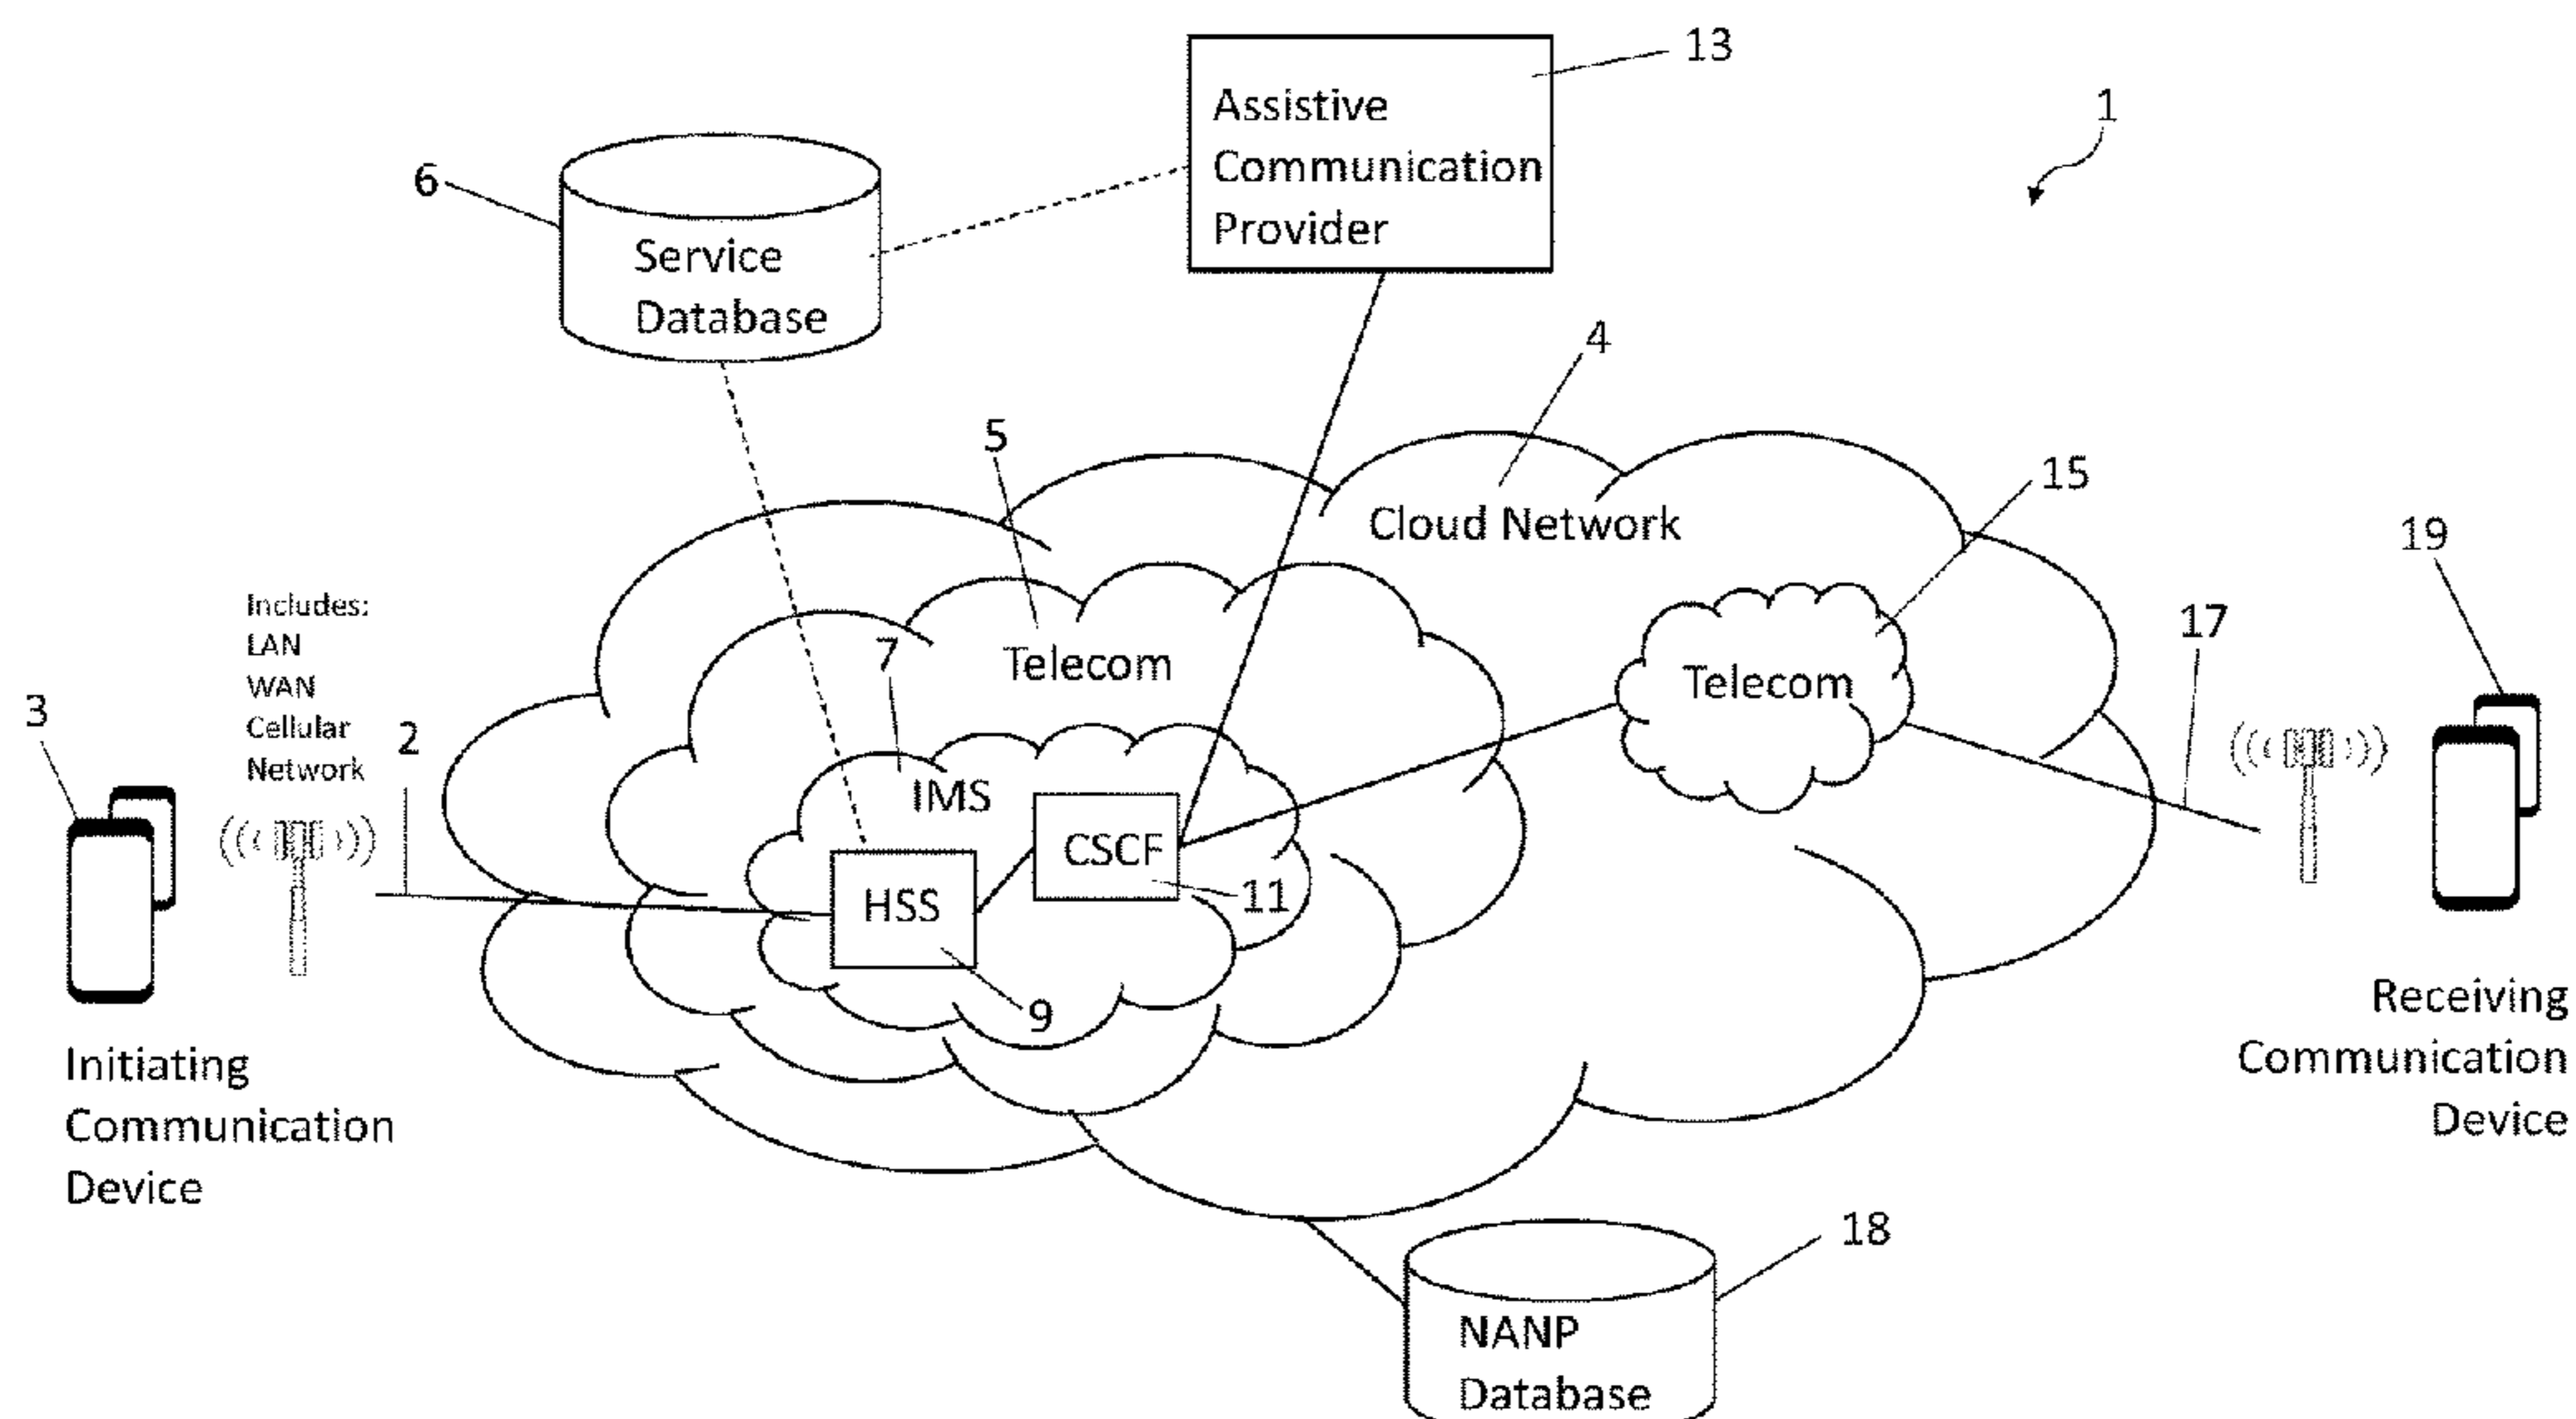 13
Assistive
Communication
Provider
1
6
Service
Database
4
5
Cloud Network
15
19
Includes:
LAN
WAN
Cellular
Network
7
Telecom
Telecom
17
3
2
IMS
CSCF
11
HSS
9
Initiating
Communication
Device
Receiving
Communication
Device
18
NANP
Database